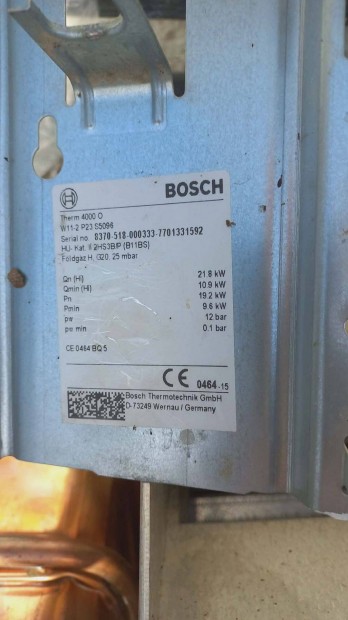 BOSCH
Therm 4000 O
W11-2 P23 S5096
Serial no. 8370-518-000333-7701331592
HU- Kat. II 2HS3B/P (B11BS)
Földgáz H, G20, 25 mbar
Qn (Hi) 21.8 kW
Qmin (Hi) 10.9 kW
Pn 19.2 kW
Pmin 9.6 kW
pw 12 bar
pw min 0.1 bar
CE 0464 BQ 5
CE 0464-15
Bosch Thermotechnik GmbH
D-73249 Wernau / Germany